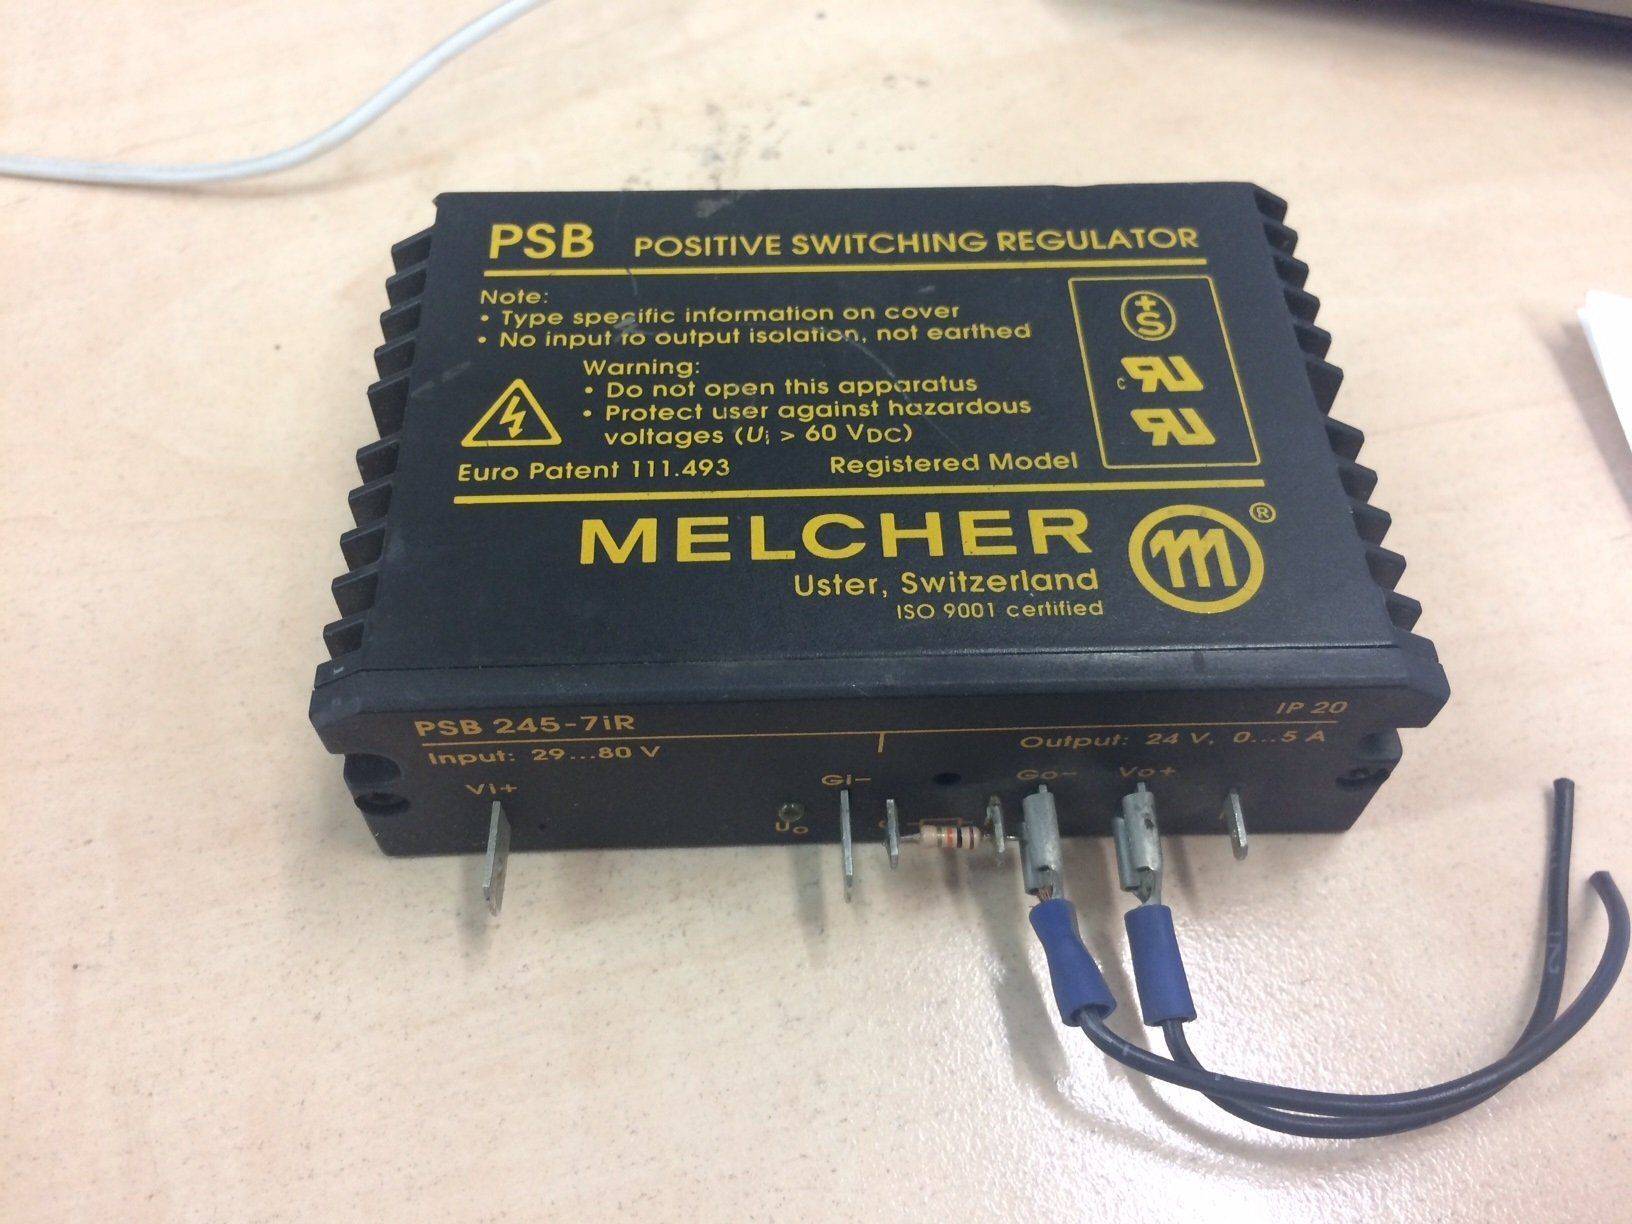 PSB POSITIVE SWITCHING REGULATOR
Note:
• Type specific information on cover
• No input to output isolation, not earthed
Warning:
• Do not open this apparatus
• Protect user against hazardous
voltages (Ui > 60 VDC)
Euro Patent 111.493 Registered Model
+S
c RU
RU
MELCHER m ®
Uster, Switzerland
ISO 9001 certified
PSB 245-7iR IP 20
Input: 29...80 V Output: 24 V, 0...5 A
Vi+ Gi- Go- Vo+
Uo